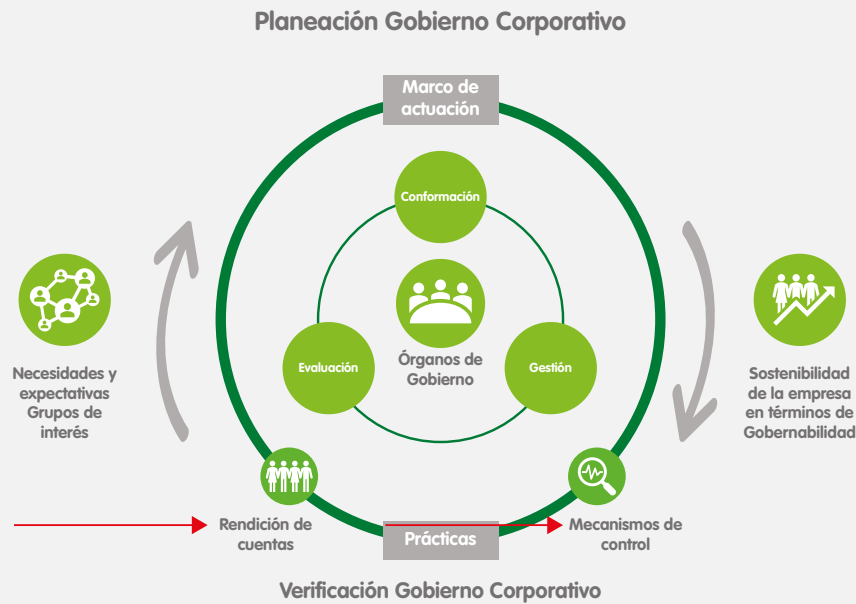 Planeación Gobierno Corporativo
Marco de
actuación
Conformación
Órganos de
Gobierno
Evaluación
Gestión
Necesidades y
expectativas
Grupos de
interés
Sostenibilidad
de la empresa
en términos de
Gobernabilidad
Rendición de
cuentas
Prácticas
Mecanismos de
control
Verificación Gobierno Corporativo